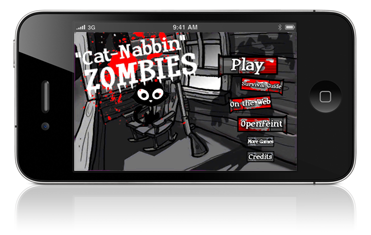 3G
9:41 AM
"Cat-Nabbin"
ZOMBIES
Play
Survival Guide
On the Web
OpenFeint
More Games
Credits